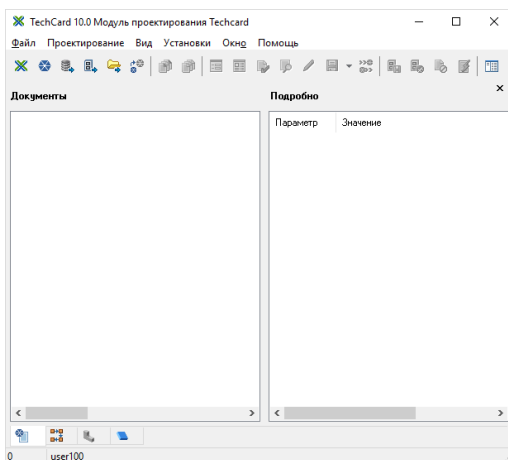 TechCard 10.0 Модуль проектирования Techcard
Файл Проектирование Вид Установки Окно Помощь
Документы
Подробно
Параметр Значение
0 user100